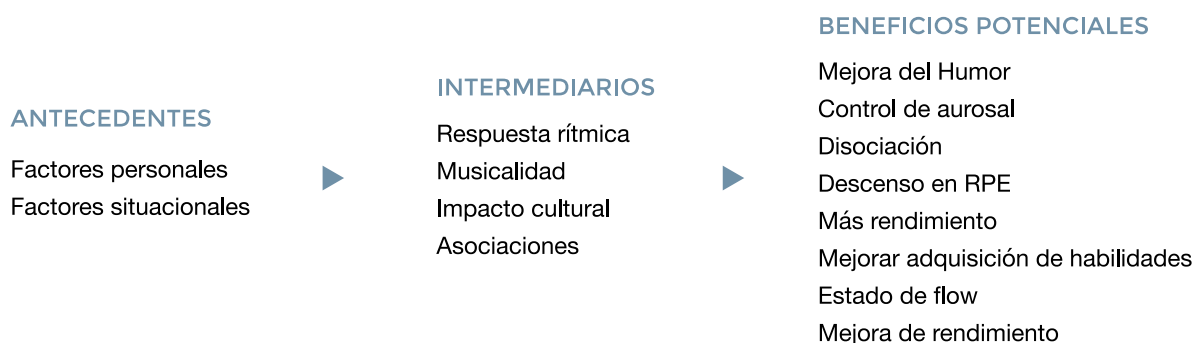 ANTECEDENTES
Factores personales
Factores situacionales
INTERMEDIARIOS
Respuesta rítmica
Musicalidad
Impacto cultural
Asociaciones
BENEFICIOS POTENCIALES
Mejora del Humor
Control de aurosal
Disociación
Descenso en RPE
Más rendimiento
Mejorar adquisición de habilidades
Estado de flow
Mejora de rendimiento